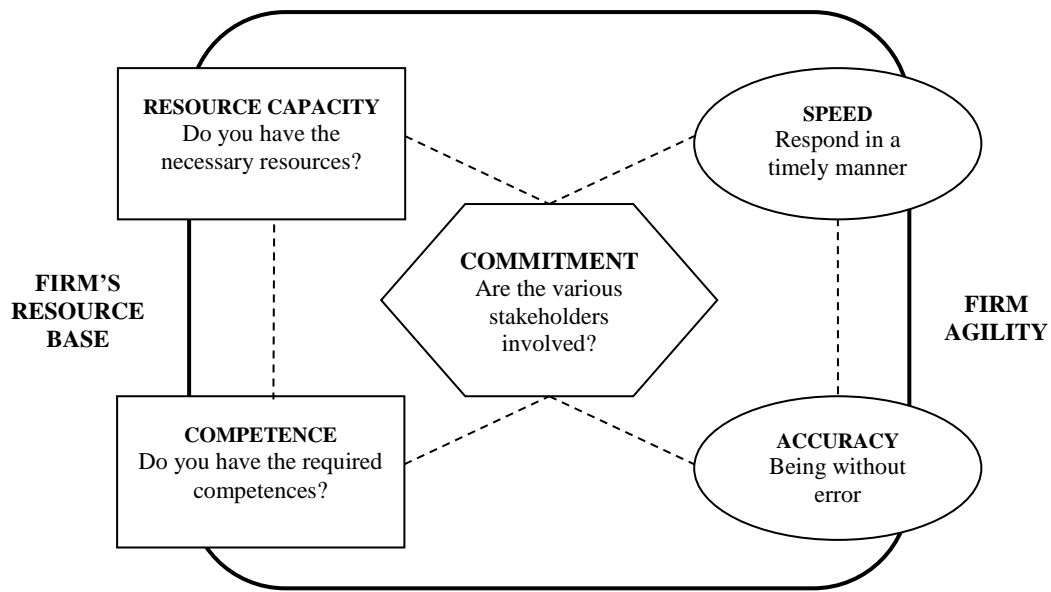 RESOURCE CAPACITY
Do you have the
necessary resources?
SPEED
Respond in a
timely manner
FIRM’S
RESOURCE
BASE
COMMITMENT
Are the various
stakeholders
involved?
FIRM
AGILITY
COMPETENCE
Do you have the required
competences?
ACCURACY
Being without
error